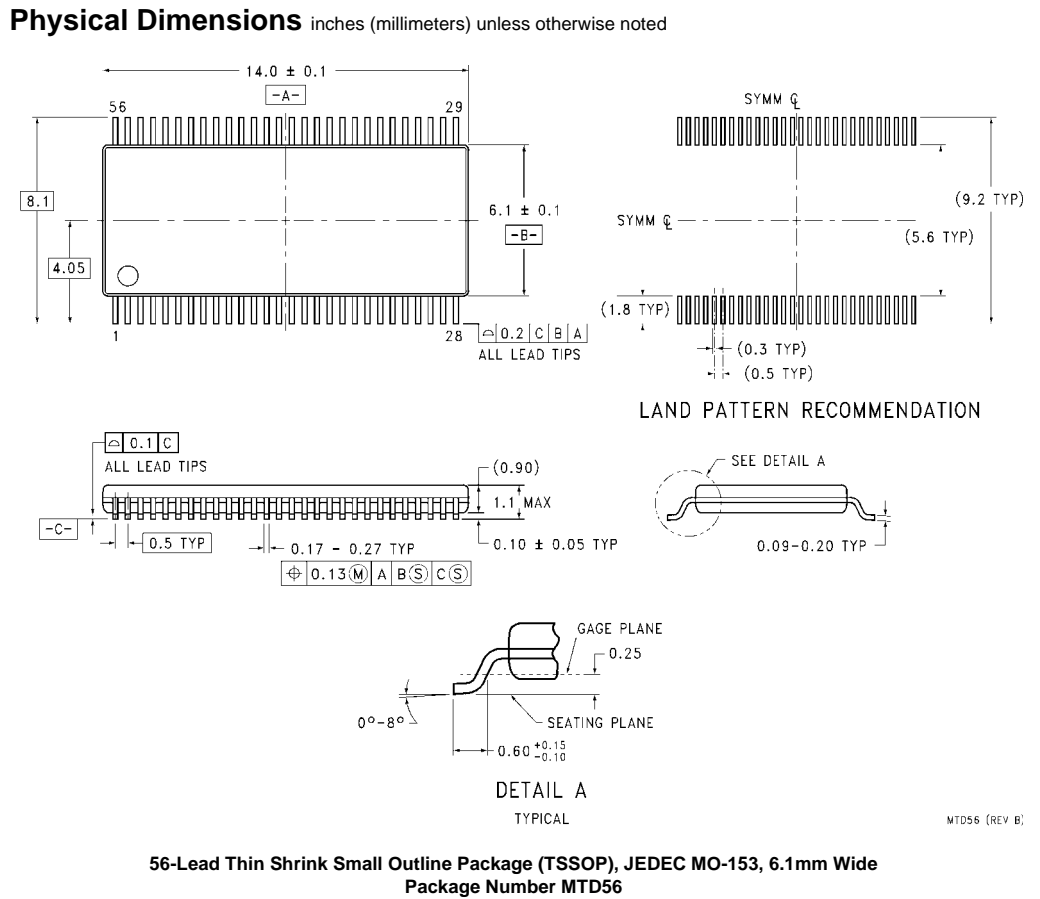 Physical Dimensions inches (millimeters) unless otherwise noted
14.0 ± 0.1
-A-
56
29
8.1
4.05
6.1 ± 0.1
-B-
1
28
⌓ 0.2 C B A
ALL LEAD TIPS
SYMM ℄
SYMM ℄
(9.2 TYP)
(5.6 TYP)
(1.8 TYP)
(0.3 TYP)
(0.5 TYP)
LAND PATTERN RECOMMENDATION
⌓ 0.1 C
ALL LEAD TIPS
(0.90)
1.1 MAX
-C-
0.5 TYP
0.17 - 0.27 TYP
0.10 ± 0.05 TYP
⌖ 0.13Ⓜ A BⓈ CⓈ
SEE DETAIL A
0.09-0.20 TYP
GAGE PLANE
0.25
0°-8°
SEATING PLANE
0.60 +0.15 -0.10
DETAIL A
TYPICAL
MTD56 (REV B)
56-Lead Thin Shrink Small Outline Package (TSSOP), JEDEC MO-153, 6.1mm Wide
Package Number MTD56